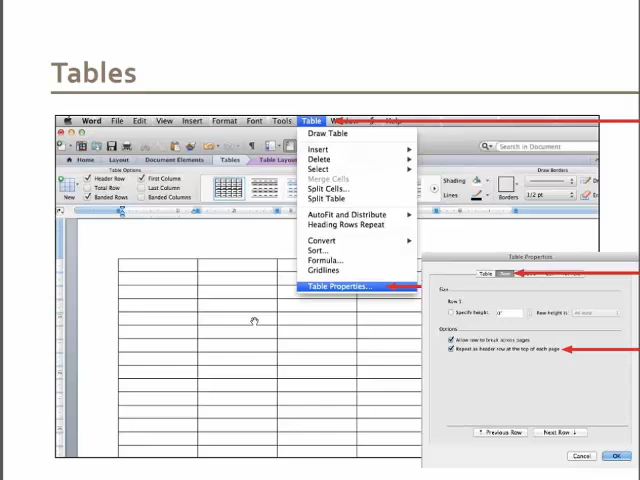 Tables
Word File Edit View Insert Format Font Tools Table Help
Search in Document
Home Layout Document Elements Tables Table Layout
Table Options
Draw Borders
New
Header Row
First Column
Total Row
Last Column
Banded Rows
Banded Columns
Shading
Lines
Borders
1/2 pt
Draw
Draw Table
Insert
Delete
Select
Merge Cells
Split Cells...
Split Table
AutoFit and Distribute
Heading Rows Repeat
Convert
Sort...
Formula...
Gridlines
Table Properties...
Table Properties
Table
Row
Size
Row 1:
Specify height: 0"
Row height is:
Options
Allow row to break across pages
Repeat as header row at the top of each page
Previous Row
Next Row
Cancel
OK